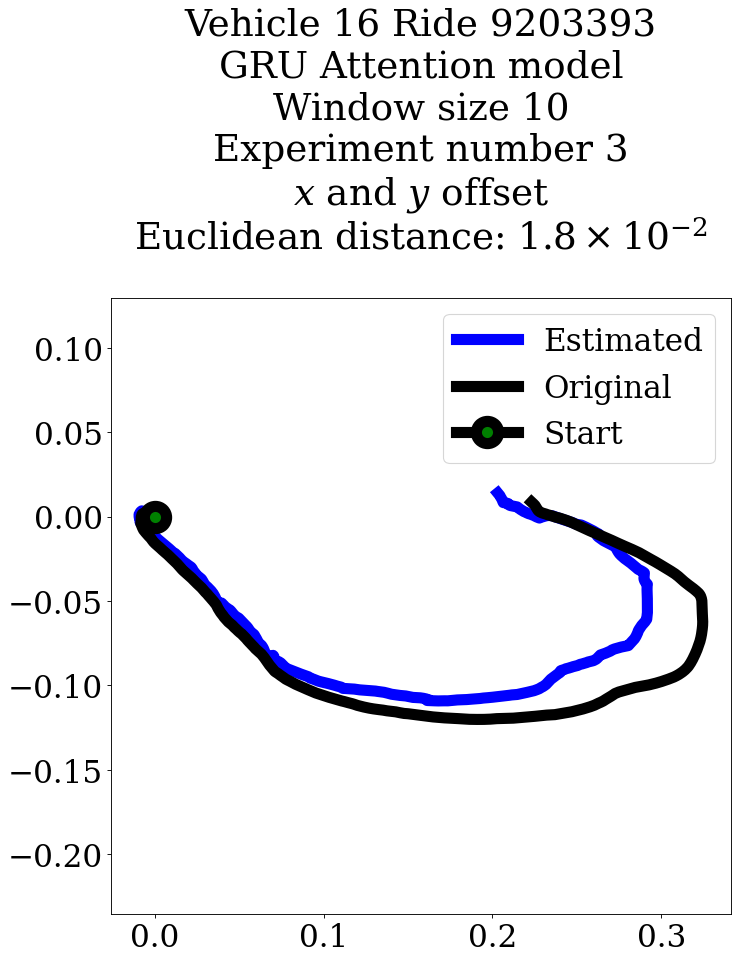 Vehicle 16 Ride 9203393
GRU Attention model
Window size 10
Experiment number 3
x and y offset
Euclidean distance: 1.8 × 10⁻²
Estimated
Original
Start
0.10
0.05
0.00
−0.05
−0.10
−0.15
−0.20
0.0 0.1 0.2 0.3